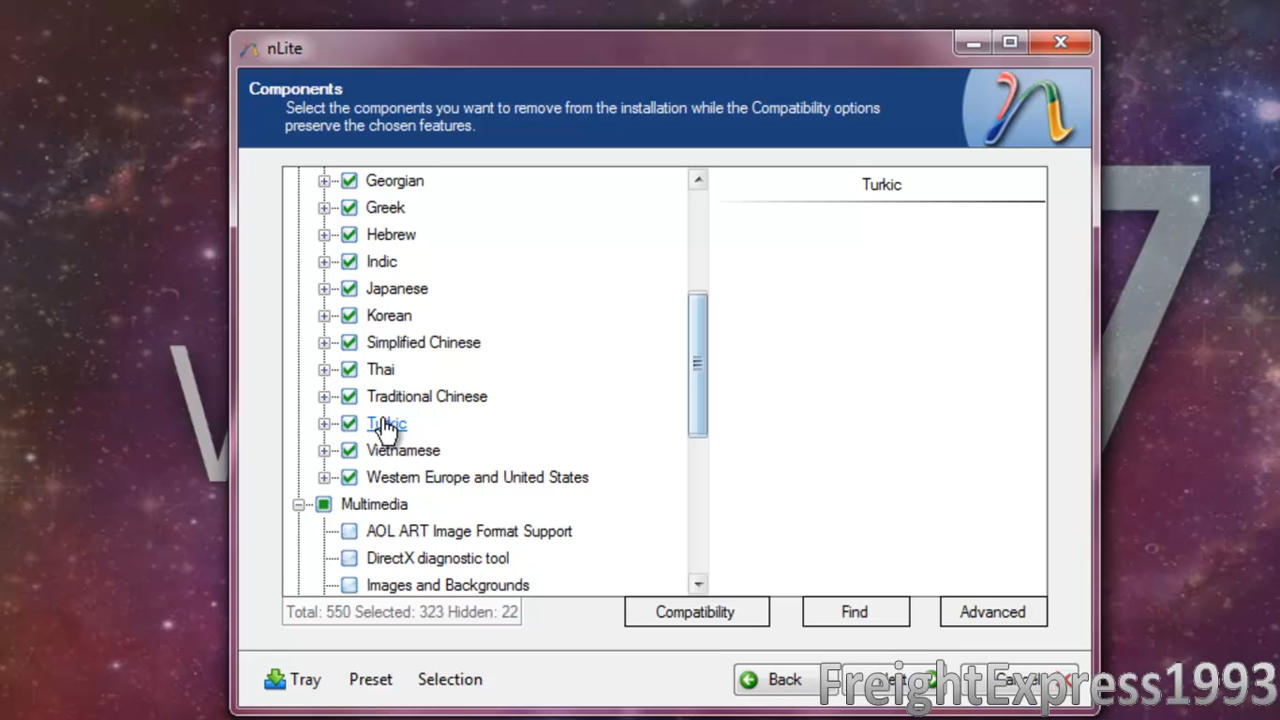 nLite
Components
Select the components you want to remove from the installation while the Compatibility options
preserve the chosen features.
Georgian
Greek
Hebrew
Indic
Japanese
Korean
Simplified Chinese
Thai
Traditional Chinese
Turkic
Vietnamese
Western Europe and United States
Multimedia
AOL ART Image Format Support
DirectX diagnostic tool
Images and Backgrounds
Turkic
Total: 550 Selected: 323 Hidden: 22
Compatibility
Find
Advanced
Tray
Preset
Selection
Back
FreightExpress1993
7